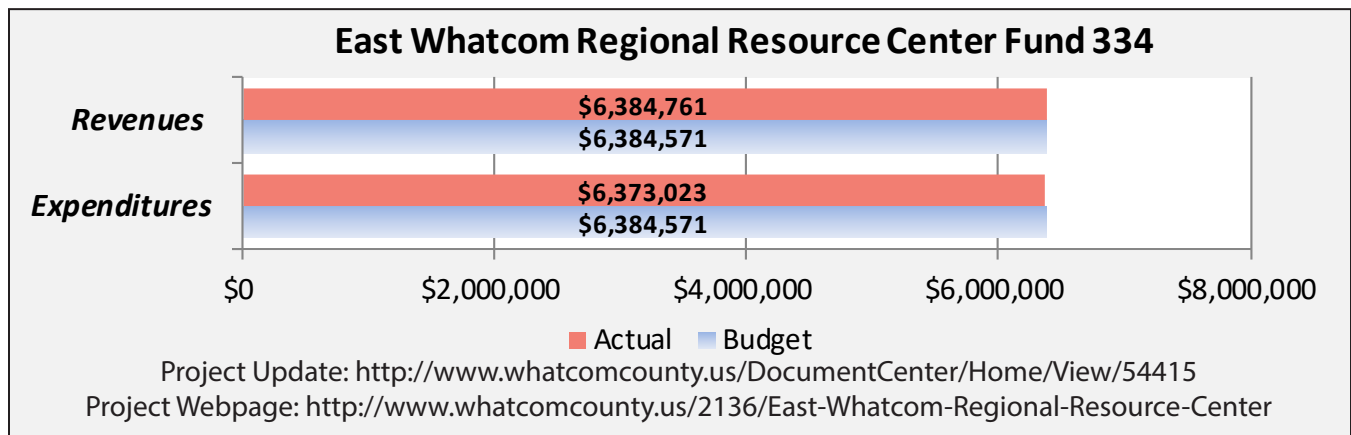 East Whatcom Regional Resource Center Fund 334
Revenues
$6,384,761
$6,384,571
Expenditures
$6,373,023
$6,384,571
$0 $2,000,000 $4,000,000 $6,000,000 $8,000,000
Actual Budget
Project Update: http://www.whatcomcounty.us/DocumentCenter/Home/View/54415
Project Webpage: http://www.whatcomcounty.us/2136/East-Whatcom-Regional-Resource-Center